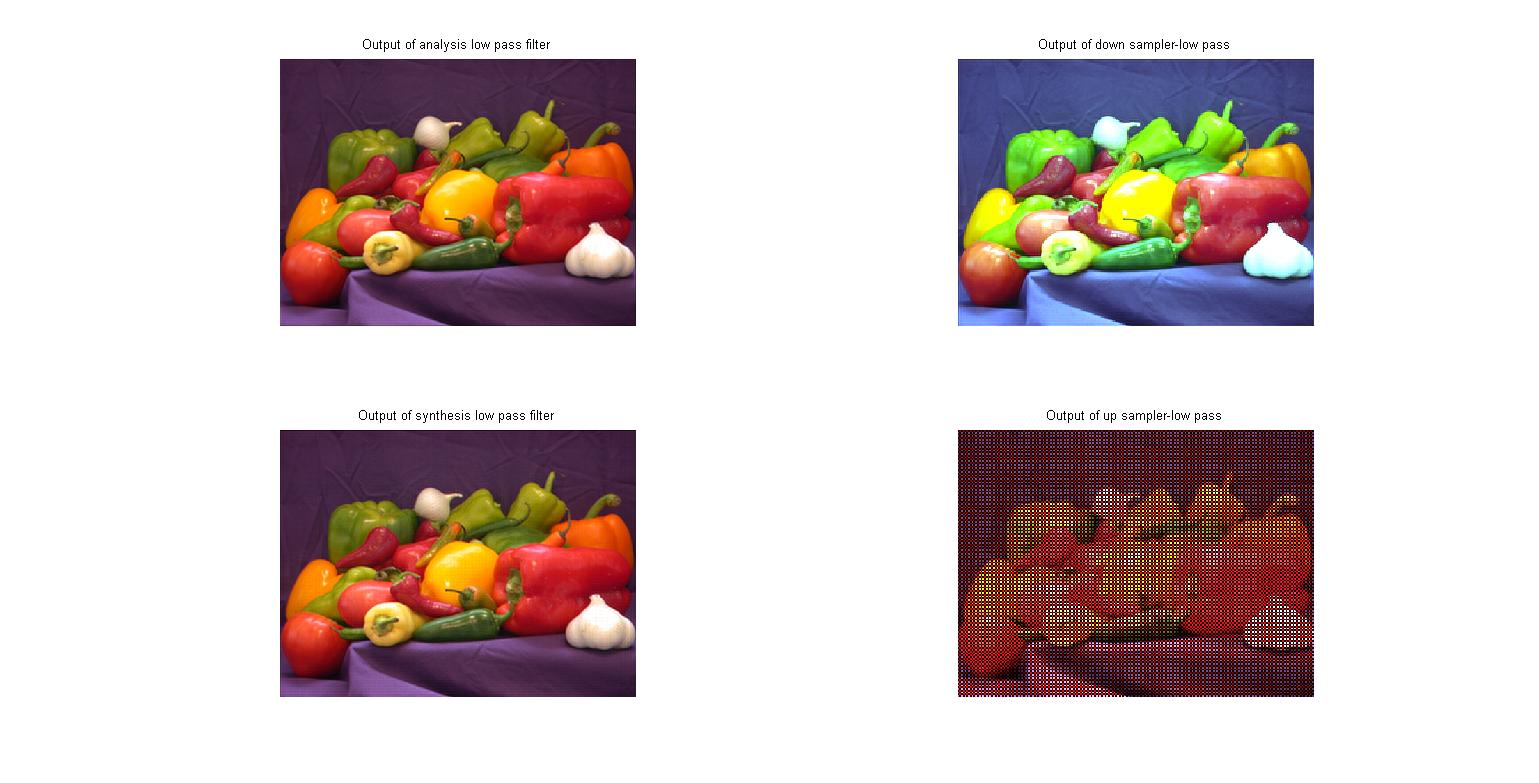 Output of analysis low pass filter
Output of down sampler-low pass
Output of synthesis low pass filter
Output of up sampler-low pass